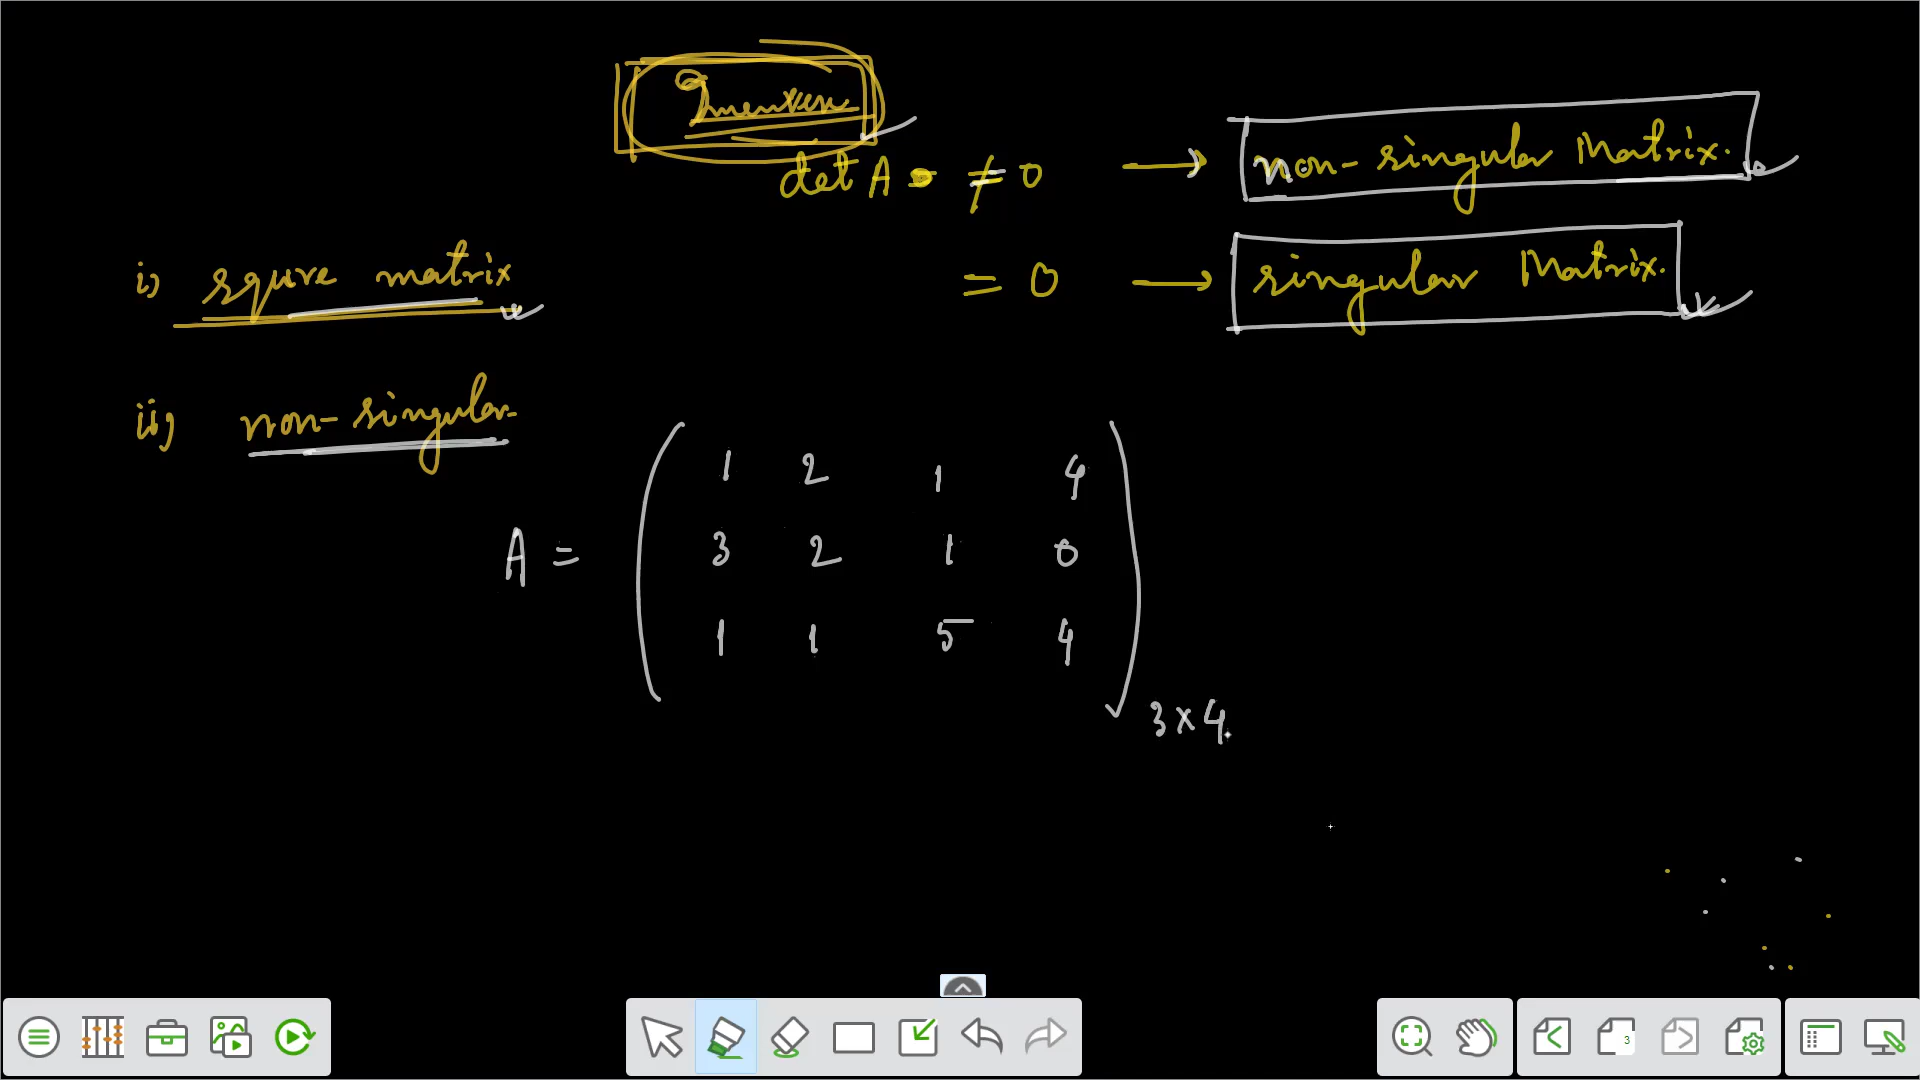 det A ≠ 0 → non-singular Matrix.
i) squre matrix
= 0 → singular Matrix.
ii) non-singular
A =
1 2 1 4
3 2 1 0
1 1 5 4
3×4
3